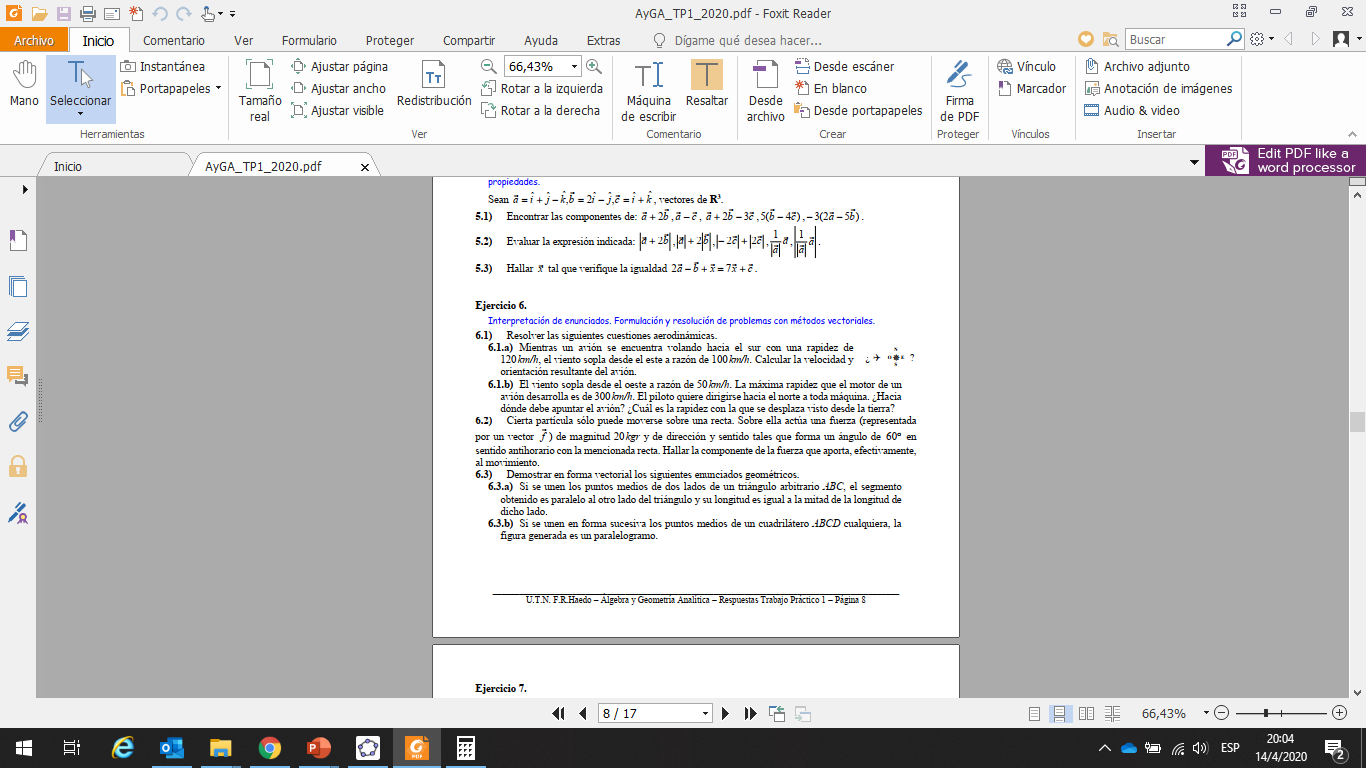 AyGA_TP1_2020.pdf - Foxit Reader
Archivo Inicio Comentario Ver Formulario Proteger Compartir Ayuda Extras Dígame qué desea hacer... Buscar
Mano
Seleccionar
Instantánea
Portapapeles
Herramientas
Tamaño real
Ajustar página
Ajustar ancho
Ajustar visible
Redistribución
66,43%
Rotar a la izquierda
Rotar a la derecha
Ver
Máquina de escribir
Resaltar
Comentario
Desde archivo
Desde escáner
En blanco
Desde portapapeles
Crear
Firma de PDF
Proteger
Vínculo
Marcador
Vínculos
Archivo adjunto
Anotación de imágenes
Audio & video
Insertar
Inicio AyGA_TP1_2020.pdf
Edit PDF like a
word processor
propiedades.
Sean a⃗ = î + ĵ − k̂, b⃗ = 2î − ĵ, c⃗ = î + k̂, vectores de R³.
5.1) Encontrar las componentes de: a⃗ + 2b⃗, a⃗ − c⃗, a⃗ + 2b⃗ − 3c⃗, 5(b⃗ − 4c⃗), −3(2a⃗ − 5b⃗).
5.2) Evaluar la expresión indicada: |a⃗ + 2b⃗|, |a⃗| + 2|b⃗|, |−2c⃗| + |2c⃗|, 1/|a⃗| a⃗, |1/|a⃗| a⃗|.
5.3) Hallar x⃗ tal que verifique la igualdad 2a⃗ − b⃗ + x⃗ = 7x⃗ + c⃗.
Ejercicio 6.
Interpretación de enunciados. Formulación y resolución de problemas con métodos vectoriales.
6.1) Resolver las siguientes cuestiones aerodinámicas.
6.1.a) Mientras un avión se encuentra volando hacia el sur con una rapidez de
120km/h, el viento sopla desde el este a razón de 100km/h. Calcular la velocidad y
orientación resultante del avión.
¿ ✈ ?
6.1.b) El viento sopla desde el oeste a razón de 50km/h. La máxima rapidez que el motor de un
avión desarrolla es de 300km/h. El piloto quiere dirigirse hacia el norte a toda máquina. ¿Hacia
dónde debe apuntar el avión? ¿Cuál es la rapidez con la que se desplaza visto desde la tierra?
6.2) Cierta partícula sólo puede moverse sobre una recta. Sobre ella actúa una fuerza (representada
por un vector f⃗) de magnitud 20kgr y de dirección y sentido tales que forma un ángulo de 60° en
sentido antihorario con la mencionada recta. Hallar la componente de la fuerza que aporta, efectivamente,
al movimiento.
6.3) Demostrar en forma vectorial los siguientes enunciados geométricos.
6.3.a) Si se unen los puntos medios de dos lados de un triángulo arbitrario ABC, el segmento
obtenido es paralelo al otro lado del triángulo y su longitud es igual a la mitad de la longitud de
dicho lado.
6.3.b) Si se unen en forma sucesiva los puntos medios de un cuadrilátero ABCD cualquiera, la
figura generada es un paralelogramo.
U.T.N. F.R.Haedo – Álgebra y Geometría Analítica – Respuestas Trabajo Práctico 1 – Página 8
Ejercicio 7.
8 / 17
66,43%
ESP
20:04
14/4/2020
2